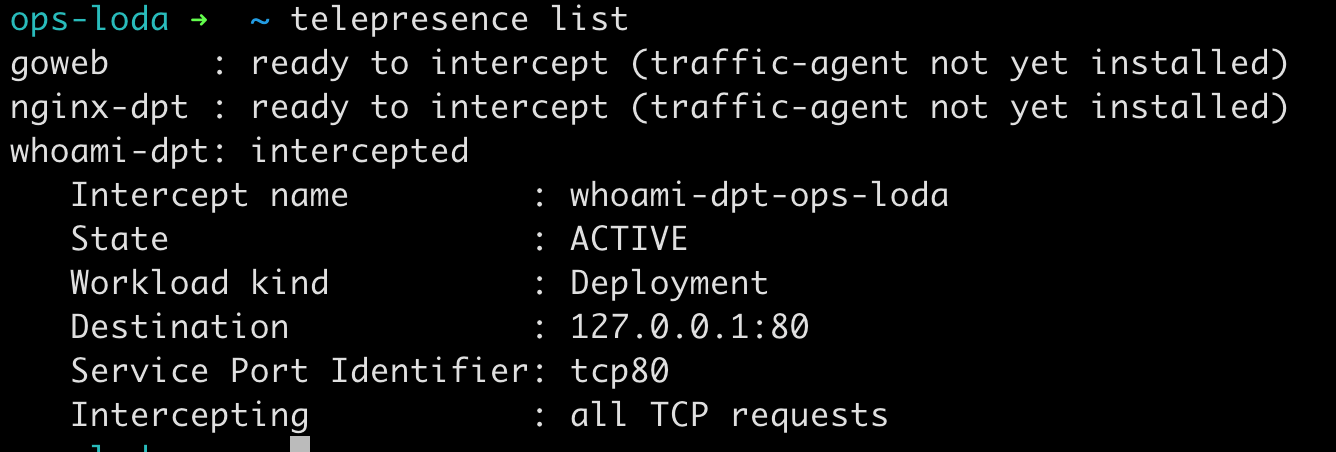 ops-loda → ~ telepresence list
goweb     : ready to intercept (traffic-agent not yet installed)
nginx-dpt : ready to intercept (traffic-agent not yet installed)
whoami-dpt: intercepted
   Intercept name         : whoami-dpt-ops-loda
   State                  : ACTIVE
   Workload kind          : Deployment
   Destination            : 127.0.0.1:80
   Service Port Identifier: tcp80
   Intercepting           : all TCP requests